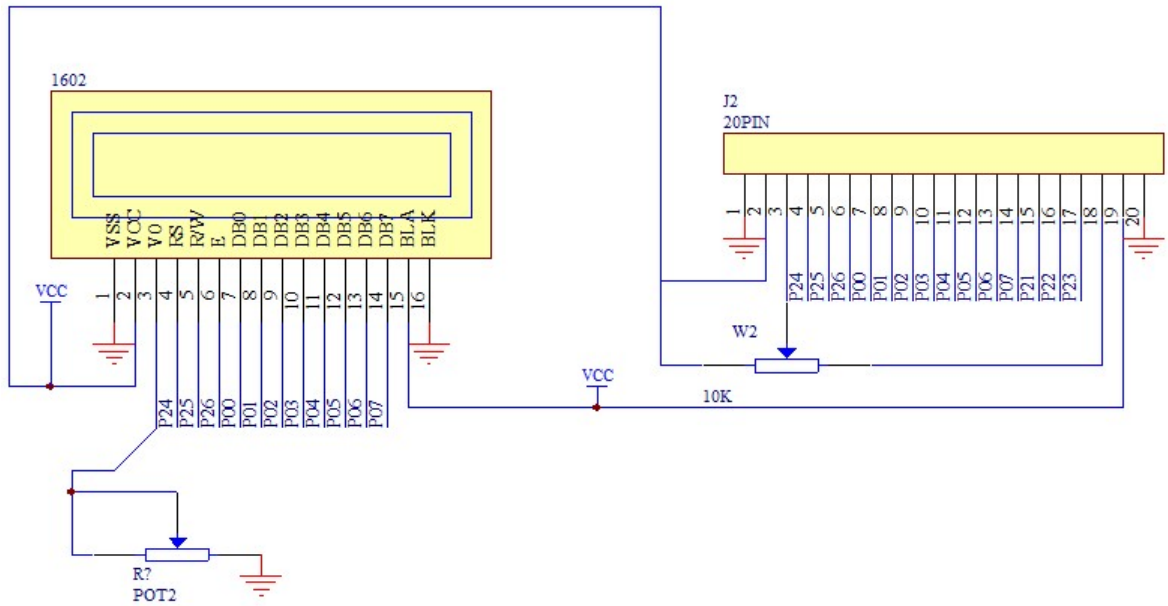 1602
VSS VCC V0 RS R/W E DB0 DB1 DB2 DB3 DB4 DB5 DB6 DB7 BLA BLK
1 2 3 4 5 6 7 8 9 10 11 12 13 14 15 16
VCC
P24 P25 P26 P00 P01 P02 P03 P04 P05 P06 P07
R?
POT2
J2
20PIN
1 2 3 4 5 6 7 8 9 10 11 12 13 14 15 16 17 18 19 20
P24 P25 P26 P00 P01 P02 P03 P04 P05 P06 P07 P21 P22 P23
W2
VCC
10K